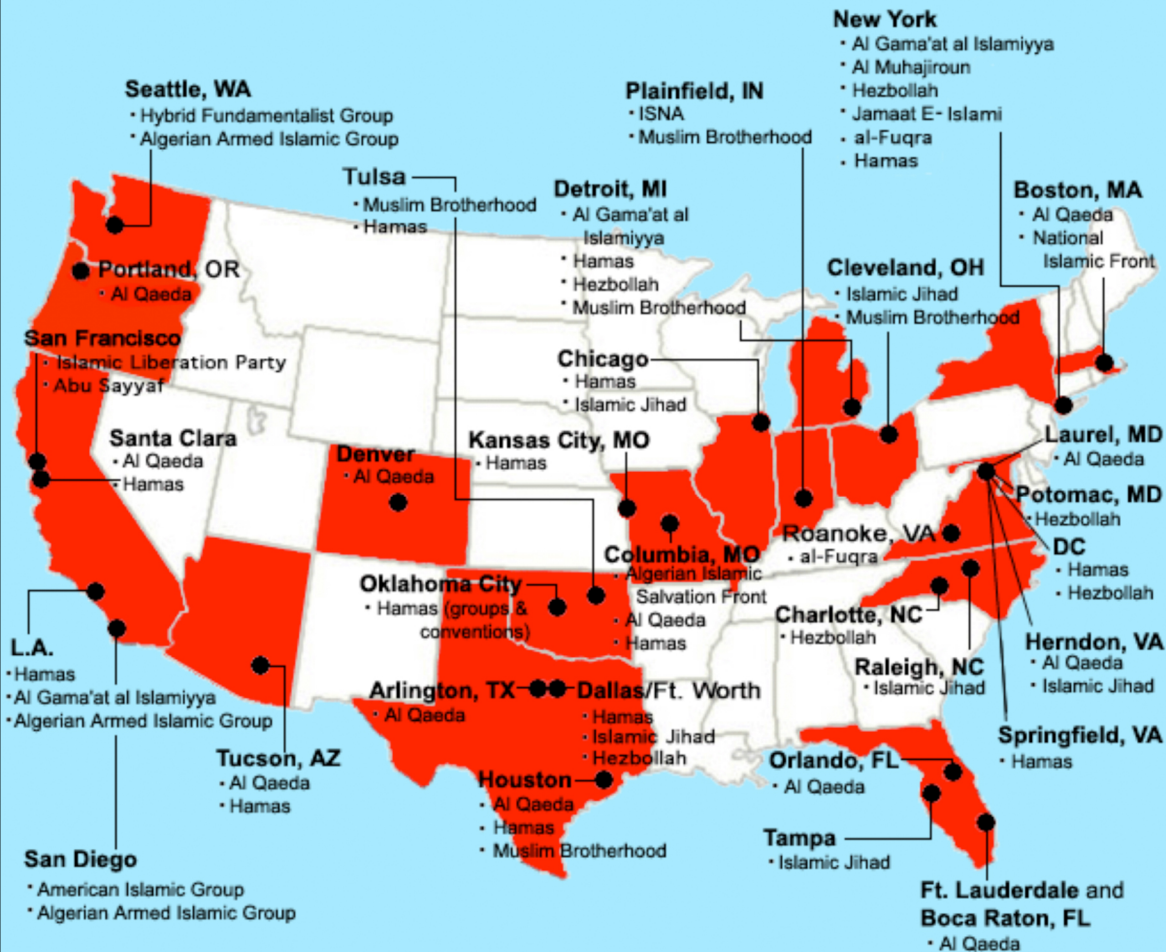 New York
· Al Gama'at al Islamiyya
· Al Muhajiroun
· Hezbollah
· Jamaat E- Islami
· al-Fuqra
· Hamas
Seattle, WA
· Hybrid Fundamentalist Group
· Algerian Armed Islamic Group
Plainfield, IN
· ISNA
· Muslim Brotherhood
Tulsa
· Muslim Brotherhood
· Hamas
Detroit, MI
· Al Gama'at al
Islamiyya
· Hamas
· Hezbollah
· Muslim Brotherhood
Boston, MA
· Al Qaeda
· National
Islamic Front
Portland, OR
· Al Qaeda
Cleveland, OH
· Islamic Jihad
· Muslim Brotherhood
San Francisco
· Islamic Liberation Party
· Abu Sayyaf
Chicago
· Hamas
· Islamic Jihad
Santa Clara
· Al Qaeda
· Hamas
Denver
· Al Qaeda
Kansas City, MO
· Hamas
Laurel, MD
· Al Qaeda
Potomac, MD
· Hezbollah
Roanoke, VA
· al-Fuqra
DC
· Hamas
· Hezbollah
Columbia, MO
· Algerian Islamic
Salvation Front
· Al Qaeda
· Hamas
Oklahoma City
· Hamas (groups &
conventions)
Charlotte, NC
· Hezbollah
L.A.
· Hamas
· Al Gama'at al Islamiyya
· Algerian Armed Islamic Group
Herndon, VA
· Al Qaeda
· Islamic Jihad
Raleigh, NC
· Islamic Jihad
Arlington, TX
· Al Qaeda
Dallas/Ft. Worth
· Hamas
· Islamic Jihad
· Hezbollah
Springfield, VA
· Hamas
Tucson, AZ
· Al Qaeda
· Hamas
Orlando, FL
· Al Qaeda
Houston
· Al Qaeda
· Hamas
· Muslim Brotherhood
Tampa
· Islamic Jihad
San Diego
· American Islamic Group
· Algerian Armed Islamic Group
Ft. Lauderdale and
Boca Raton, FL
· Al Qaeda